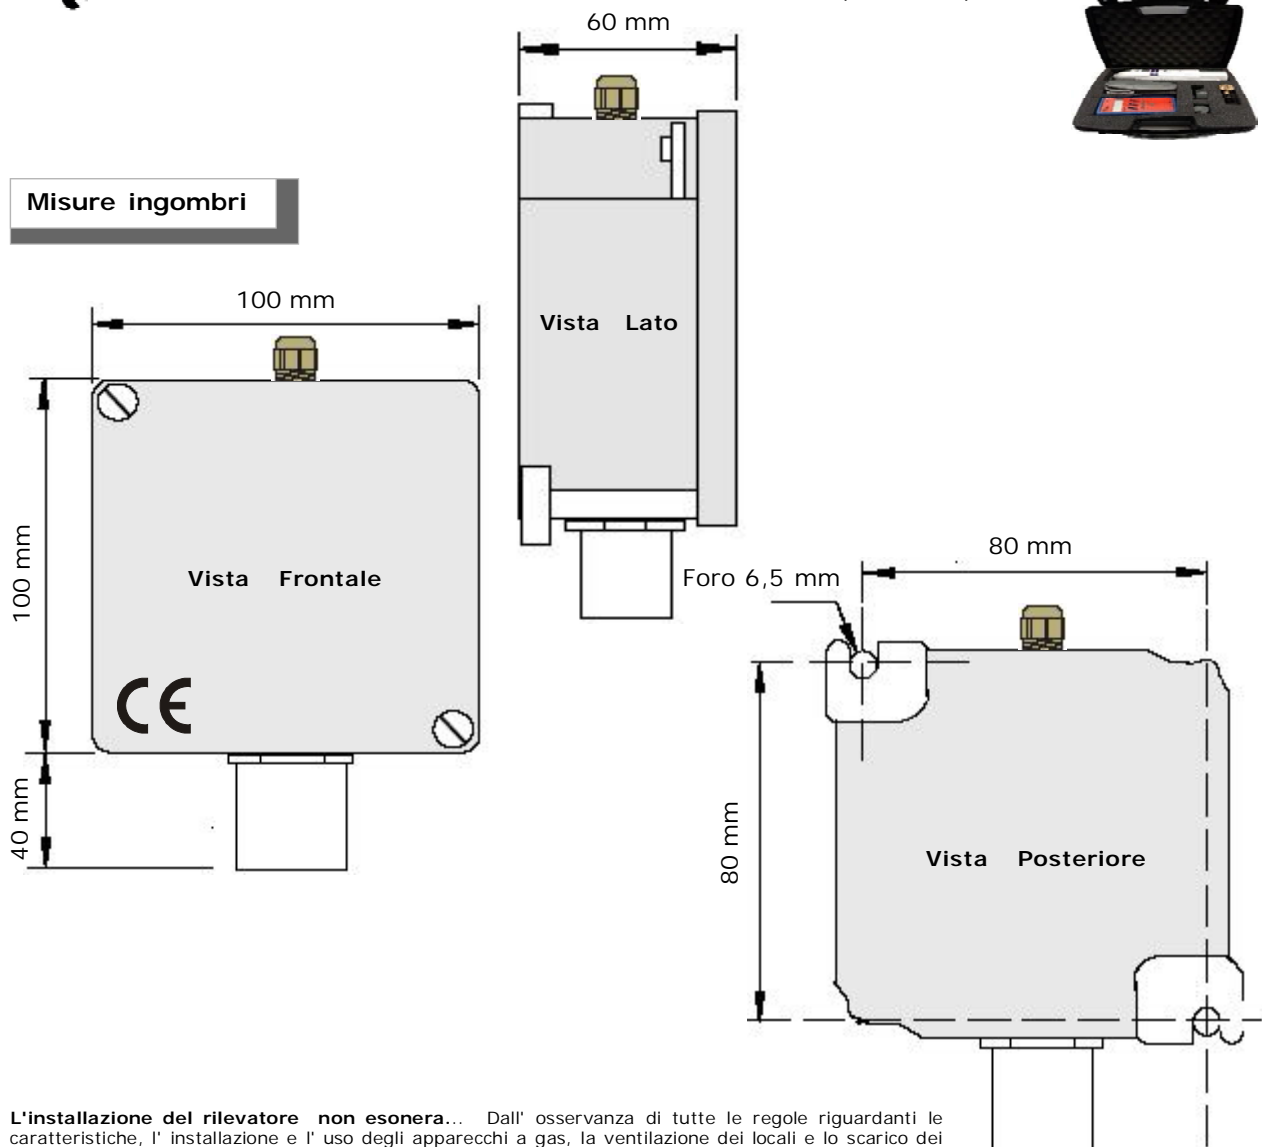 60 mm
Misure ingombri
100 mm
Vista Lato
100 mm
Vista Frontale
CE
40 mm
80 mm
Foro 6,5 mm
80 mm
Vista Posteriore
L'installazione del rilevatore non esonera... Dall' osservanza di tutte le regole riguardanti le
caratteristiche, l' installazione e l' uso degli apparecchi a gas, la ventilazione dei locali e lo scarico dei